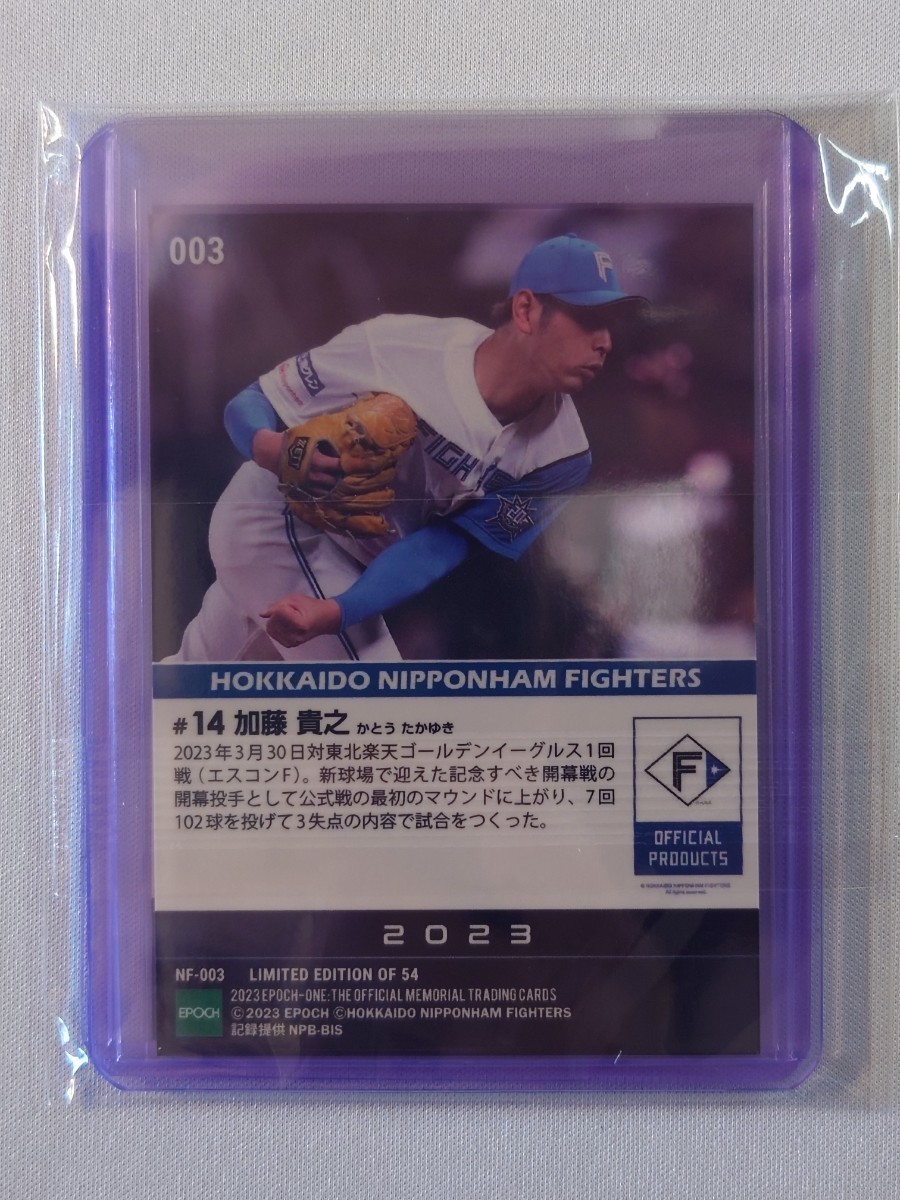 003
F
FIGHTE
HOKKAIDO NIPPONHAM FIGHTERS
#14 加藤 貴之 かとう たかゆき
2023年3月30日対東北楽天ゴールデンイーグルス1回
戦（エスコンF）。新球場で迎えた記念すべき開幕戦の
開幕投手として公式戦の最初のマウンドに上がり、7回
102球を投げて3失点の内容で試合をつくった。
F
OFFICIAL
PRODUCTS
© HOKKAIDO NIPPONHAM FIGHTERS
All Rights reserved.
2023
NF-003 LIMITED EDITION OF 54
EPOCH
2023 EPOCH-ONE: THE OFFICIAL MEMORIAL TRADING CARDS
©2023 EPOCH ©HOKKAIDO NIPPONHAM FIGHTERS
記録提供 NPB-BIS